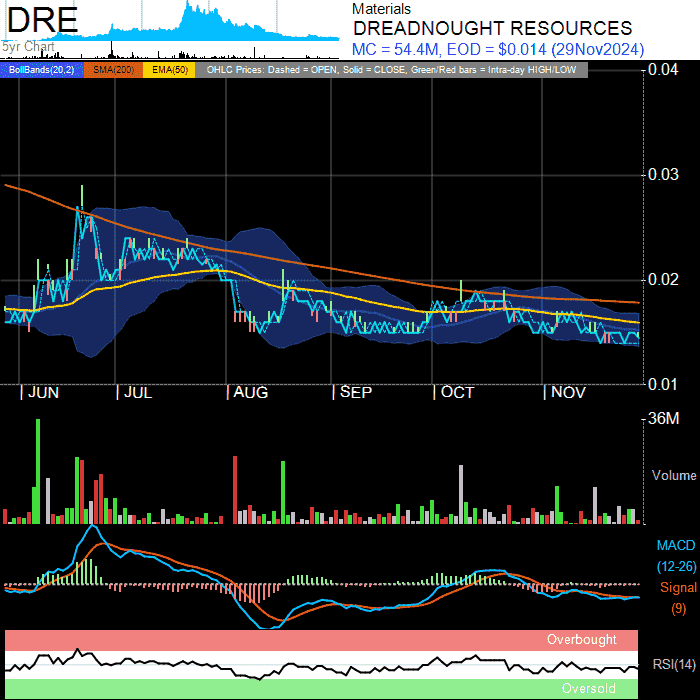 DRE
5yr Chart
Materials
DREADNOUGHT RESOURCES
MC = 54.4M, EOD = $0.014 (29Nov2024)
BollBands(20,2) SMA(200) EMA(50) OHLC Prices: Dashed = OPEN, Solid = CLOSE, Green/Red bars = Intra-day HIGH/LOW
0.04
0.03
0.02
0.01
JUN JUL AUG SEP OCT NOV
36M
Volume
MACD
(12-26)
Signal
(9)
Overbought
RSI(14)
Oversold